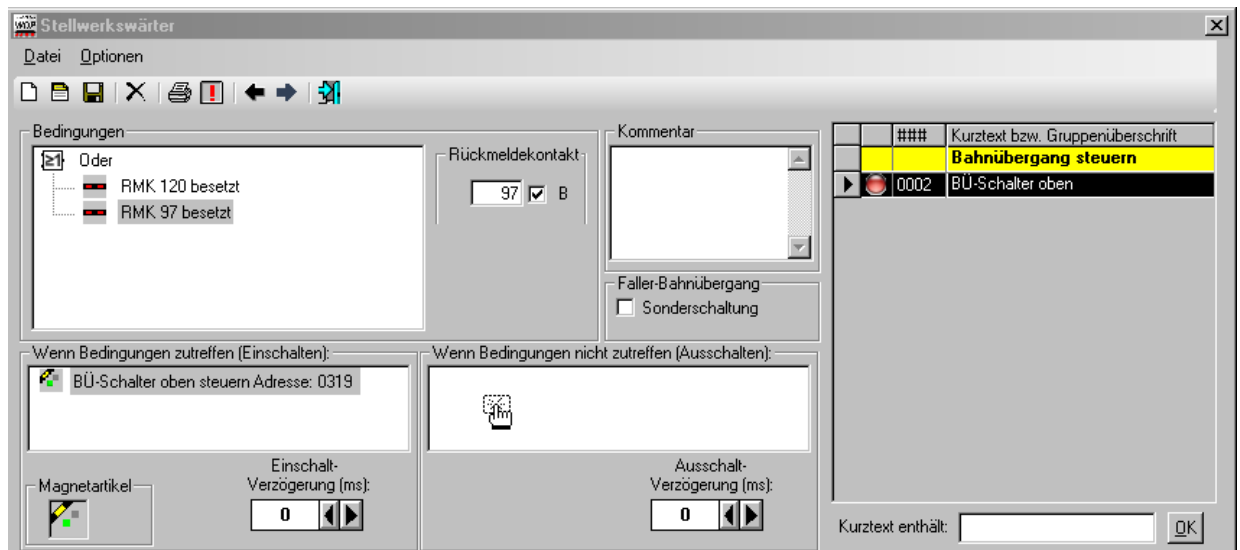 Stellwerkswärter
Datei Optionen
Bedingungen
≥1 Oder
RMK 120 besetzt
RMK 97 besetzt
Rückmeldekontakt
97 B
Kommentar
Faller-Bahnübergang
Sonderschaltung
Wenn Bedingungen zutreffen (Einschalten):
BÜ-Schalter oben steuern Adresse: 0319
Magnetartikel
Einschalt-
Verzögerung (ms):
0
Wenn Bedingungen nicht zutreffen (Ausschalten):
Ausschalt-
Verzögerung (ms):
0
### Kurztext bzw. Gruppenüberschrift
Bahnübergang steuern
0002 BÜ-Schalter oben
Kurztext enthält: OK